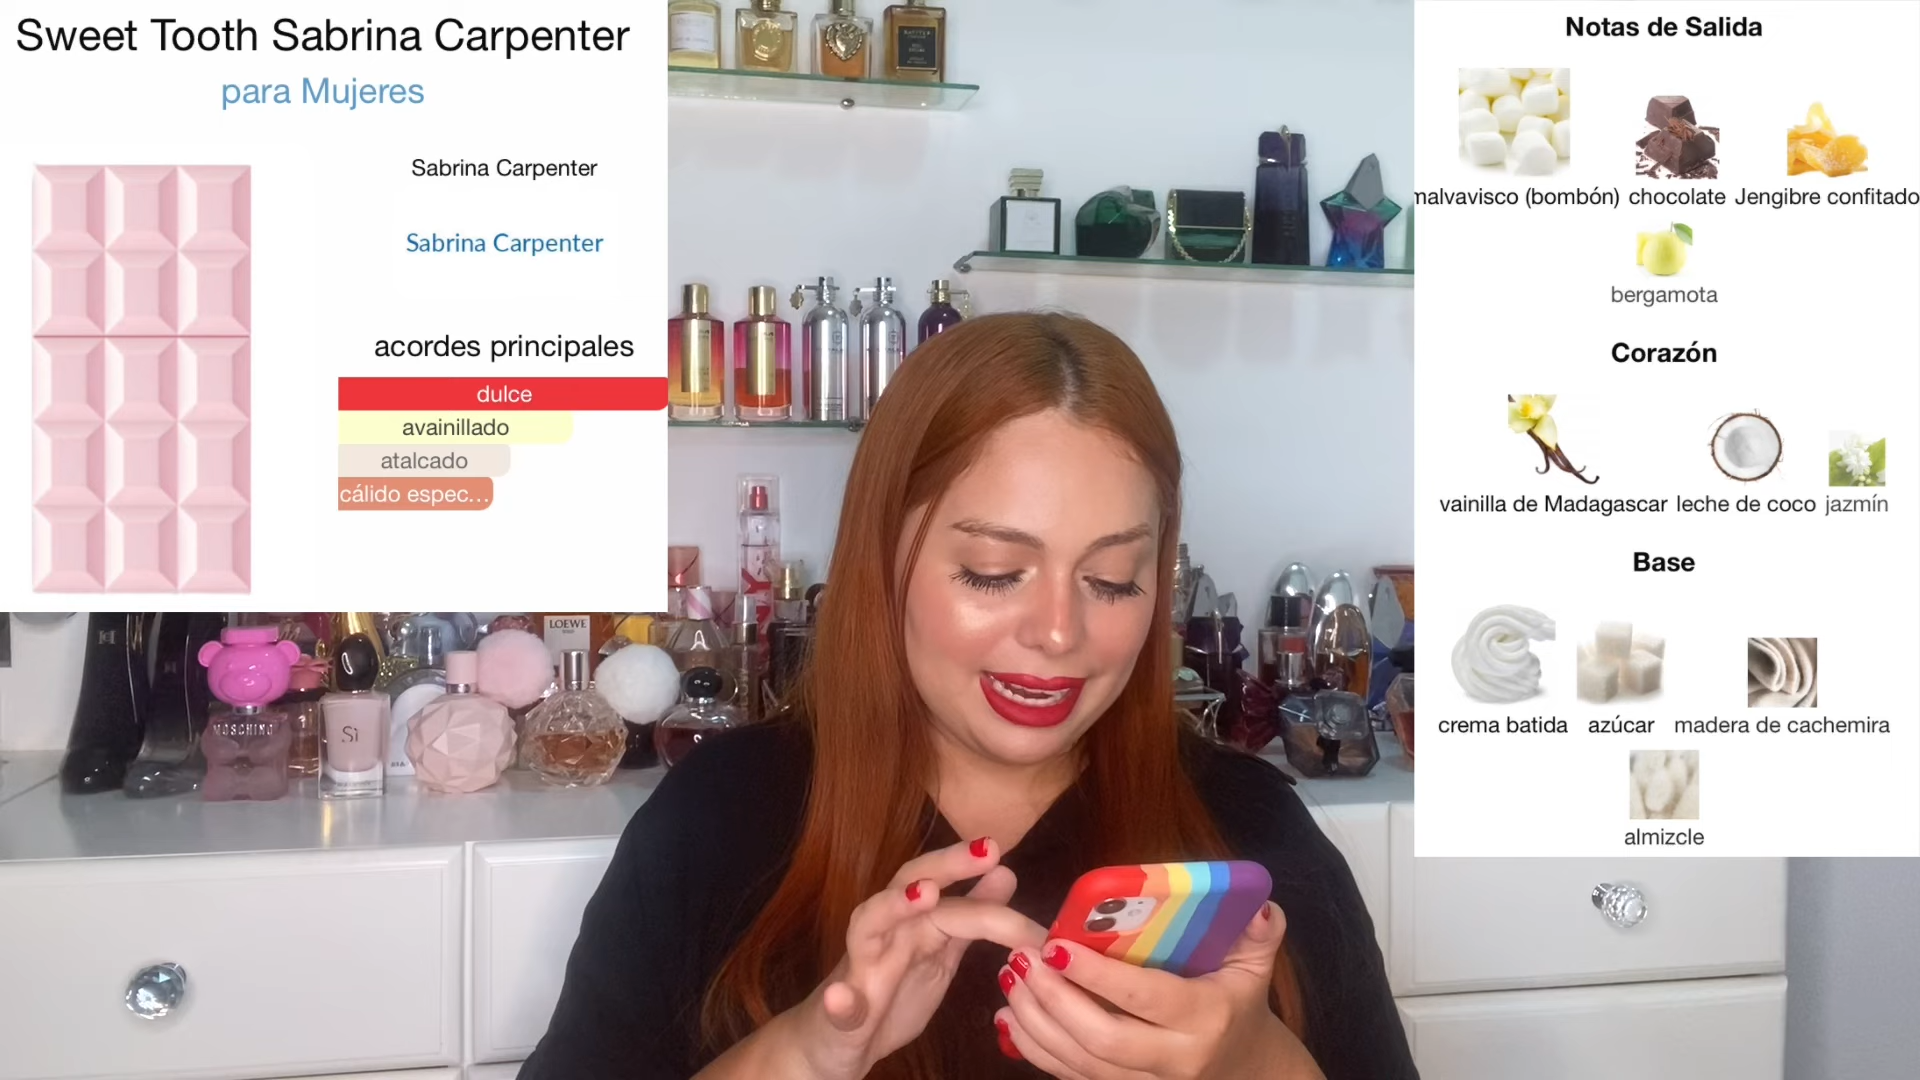 Sweet Tooth Sabrina Carpenter
para Mujeres
Sabrina Carpenter
Sabrina Carpenter
acordes principales
dulce
avainillado
atalcado
cálido espec...
Notas de Salida
malvavisco (bombón) chocolate Jengibre confitado
bergamota
Corazón
vainilla de Madagascar leche de coco jazmín
Base
crema batida azúcar madera de cachemira
almizcle
LOEWE
MOSCHINO
Sì